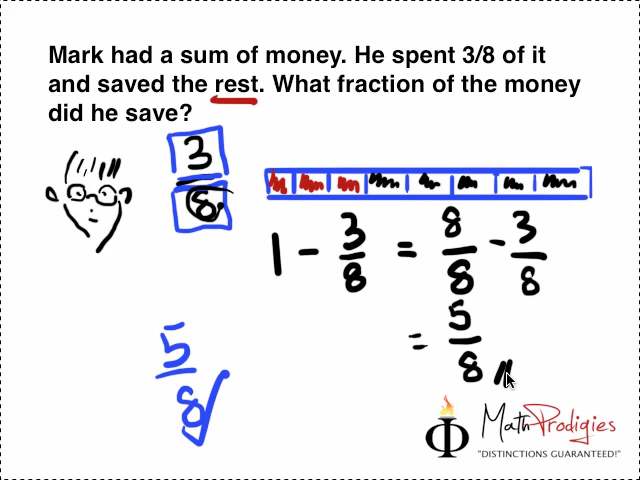 Mark had a sum of money. He spent 3/8 of it
and saved the rest. What fraction of the money
did he save?
3
8
1 - 3/8 = 8/8 - 3/8
= 5/8
5/8
Math Prodigies
"DISTINCTIONS GUARANTEED!"